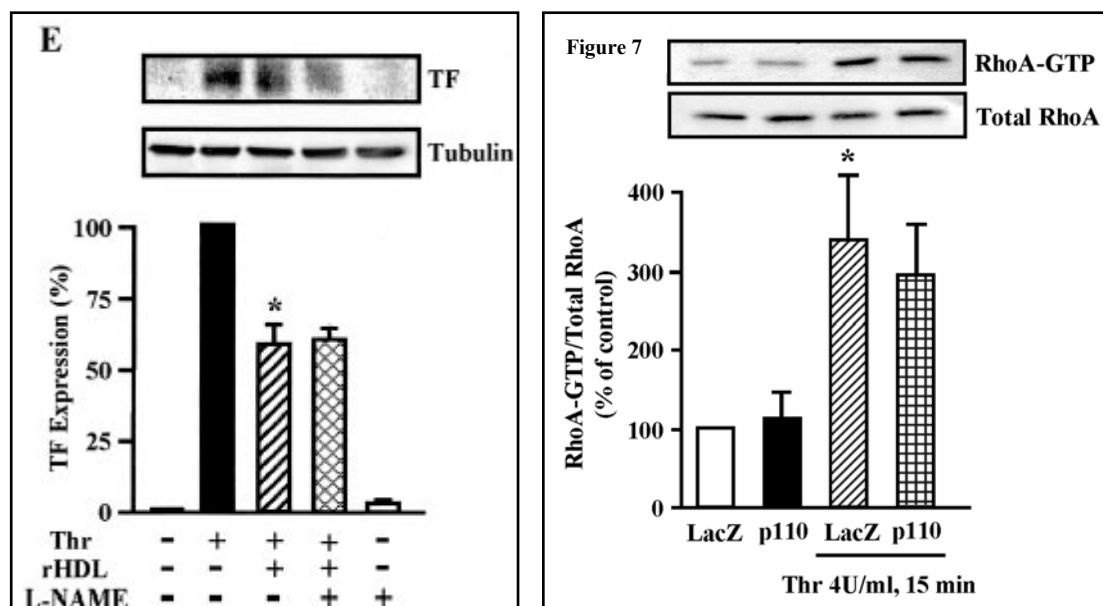 E
TF
Tubulin
TF Expression (%)
100
75
50
25
0
*
Thr - + + + -
rHDL - - + + -
L-NAME - - - + +
Figure 7
RhoA-GTP
Total RhoA
RhoA-GTP/Total RhoA
(% of control)
400
300
200
100
0
*
LacZ p110 LacZ p110
Thr 4U/ml, 15 min